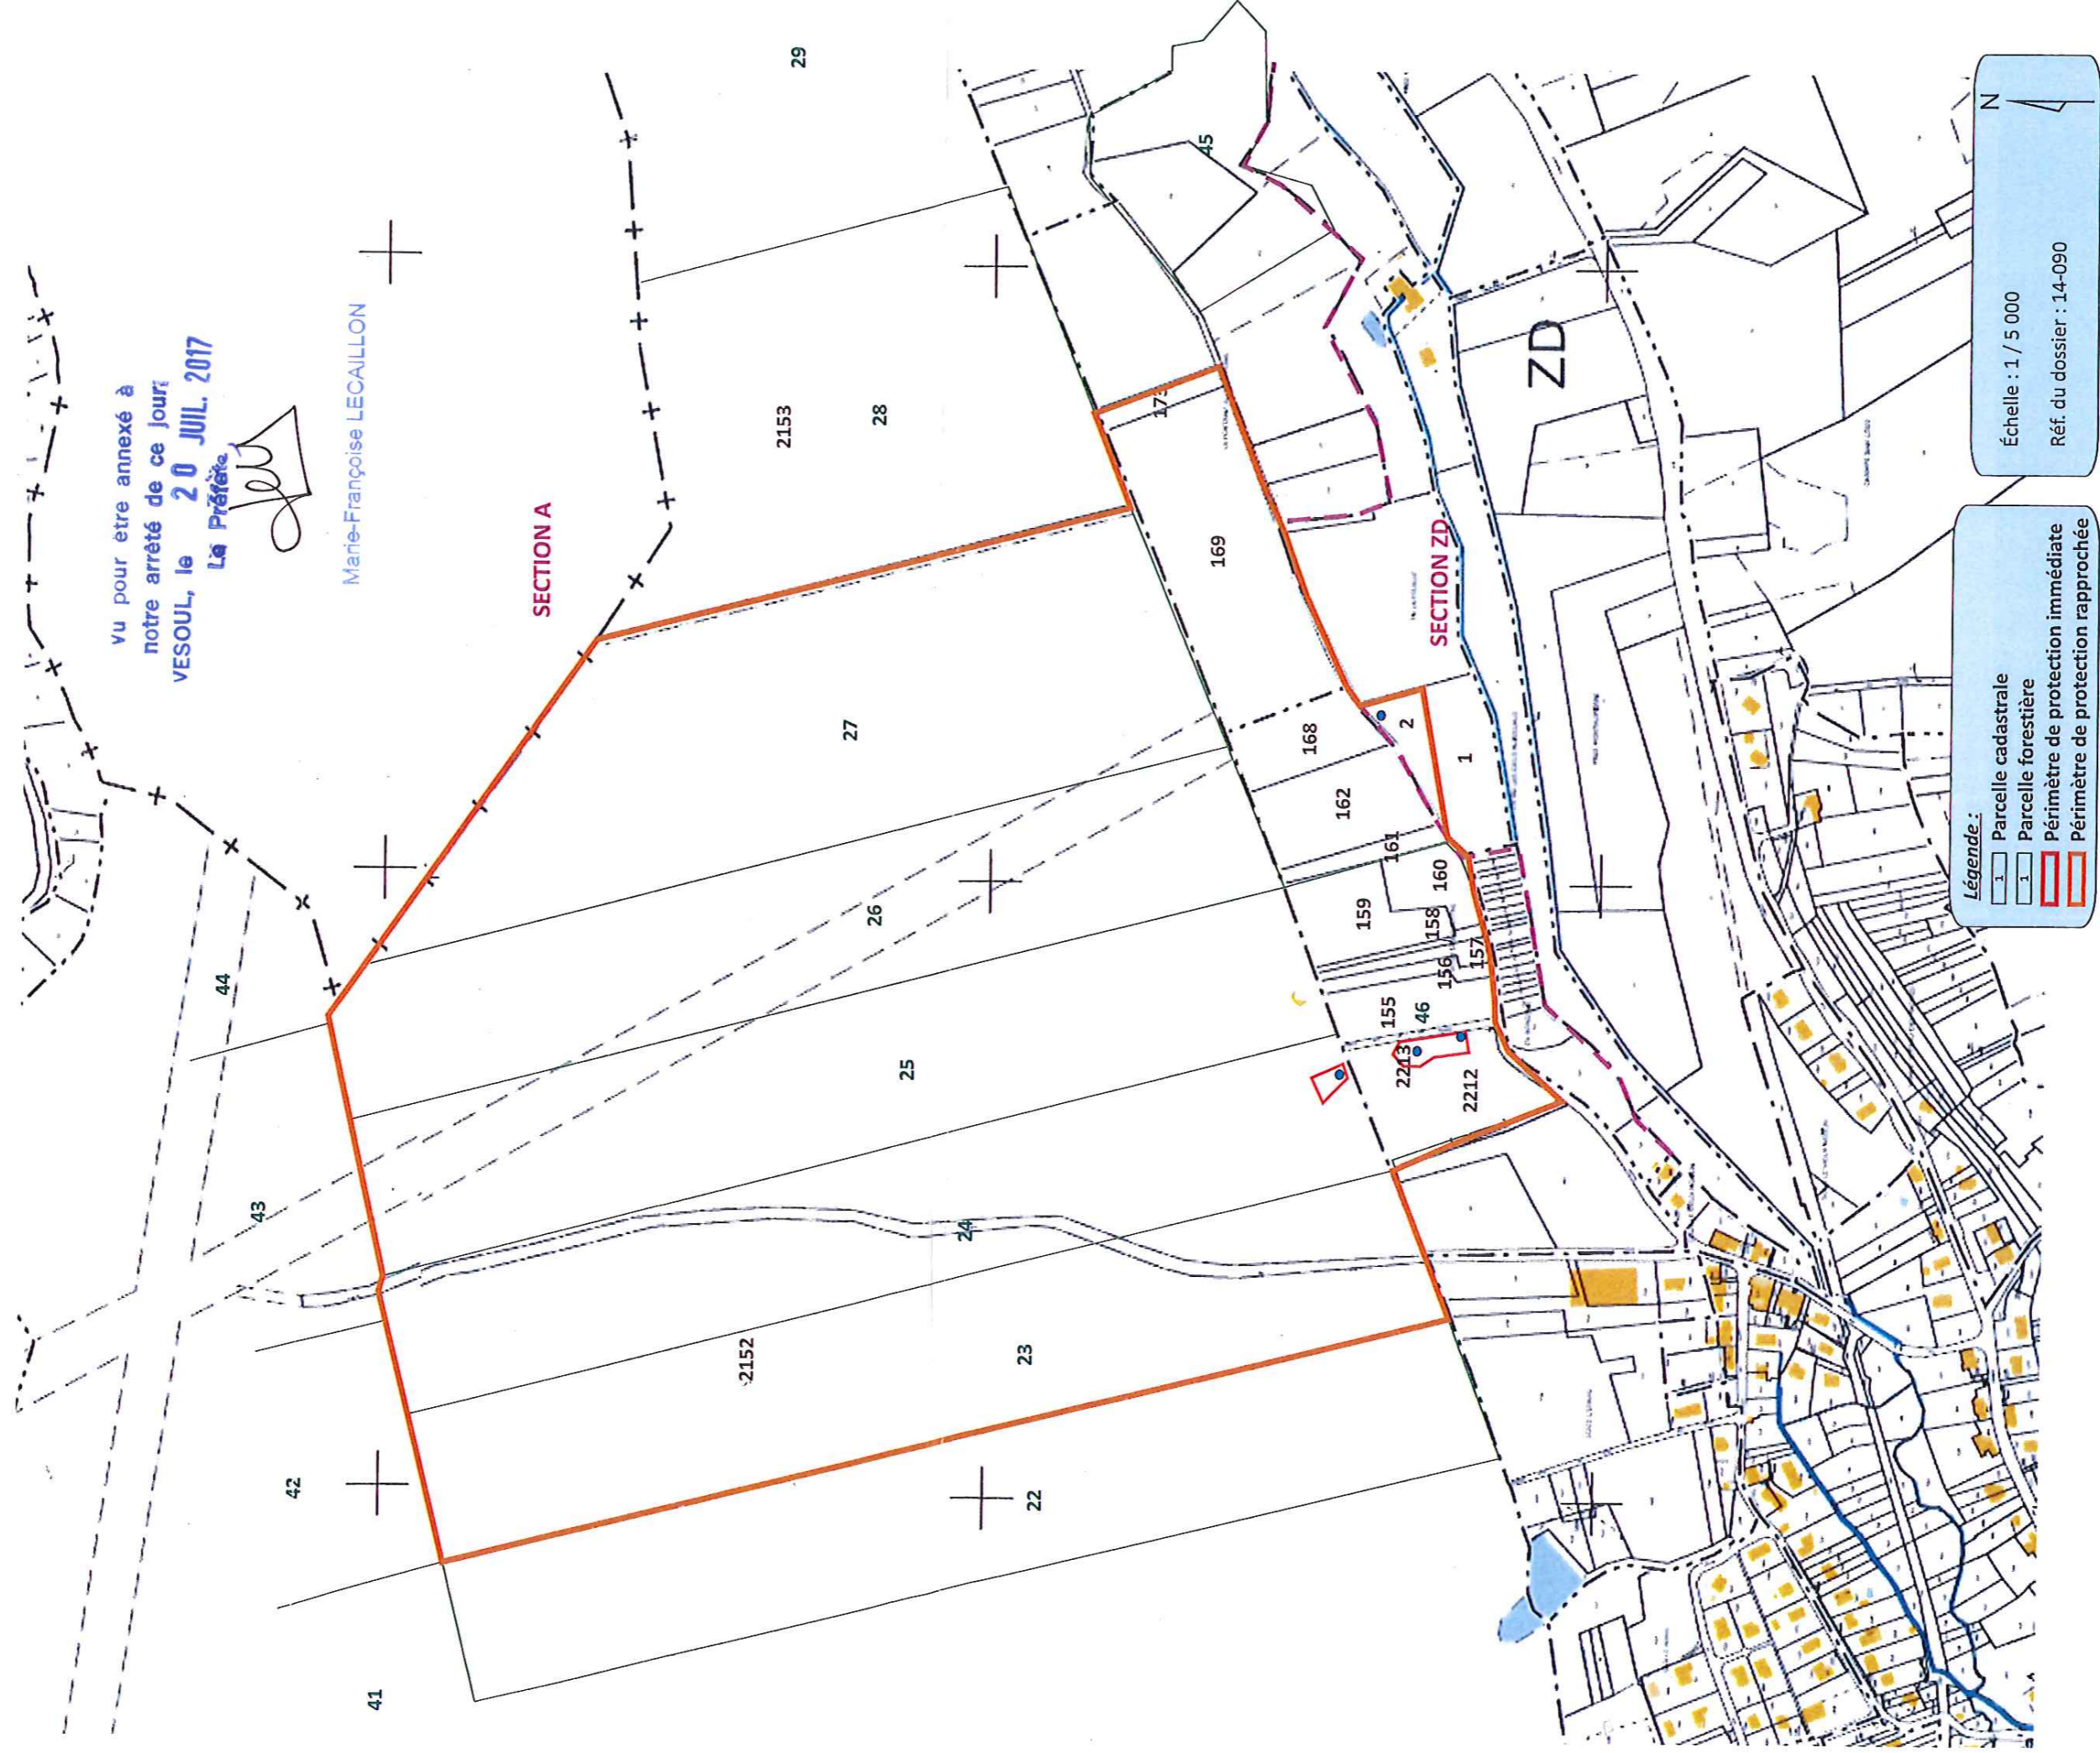 Vu pour être annexé à
notre arrêté de ce jour
VESOUL, le 20 JUIL. 2017
La Préfète
Marie-Françoise LECAILLON
SECTION A
29
2153
28
45
44
27
26
43
25
24
42
2152
23
22
41
173
169
168
162
161
160
159
158
157
156
155
46
2213
2212
2
1
SECTION ZD
ZD
Légende :
1 Parcelle cadastrale
1 Parcelle forestière
Périmètre de protection immédiate
Périmètre de protection rapprochée
N
Échelle : 1 / 5 000
Réf. du dossier : 14-090